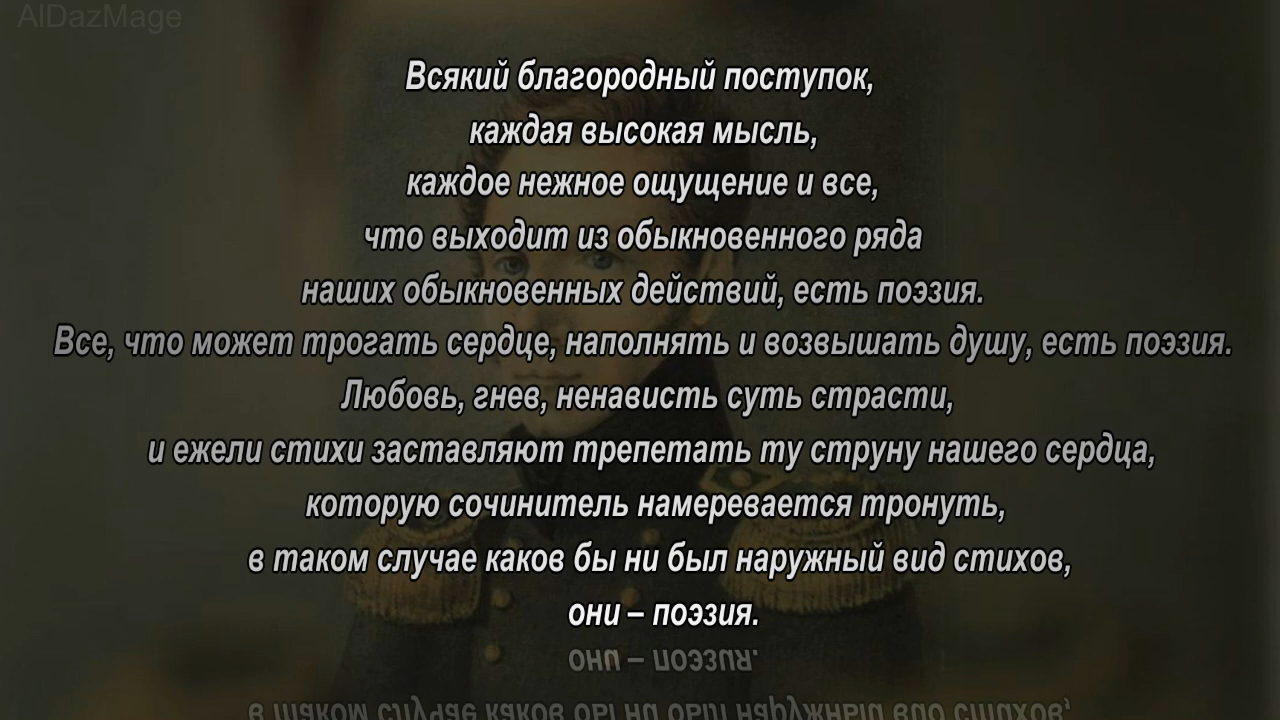 AlDazMage
Всякий благородный поступок,
каждая высокая мысль,
каждое нежное ощущение и все,
что выходит из обыкновенного ряда
наших обыкновенных действий, есть поэзия.
Все, что может трогать сердце, наполнять и возвышать душу, есть поэзия.
Любовь, гнев, ненависть суть страсти,
и ежели стихи заставляют трепетать ту струну нашего сердца,
которую сочинитель намеревается тронуть,
в таком случае каков бы ни был наружный вид стихов,
они – поэзия.